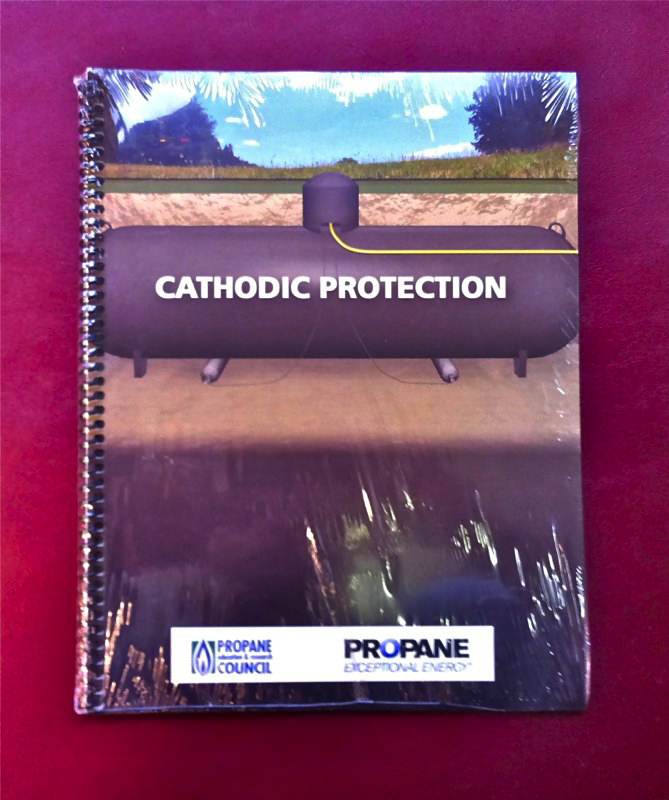 CATHODIC PROTECTION
PROPANE
education & research
COUNCIL
PROPANE
EXCEPTIONAL ENERGY